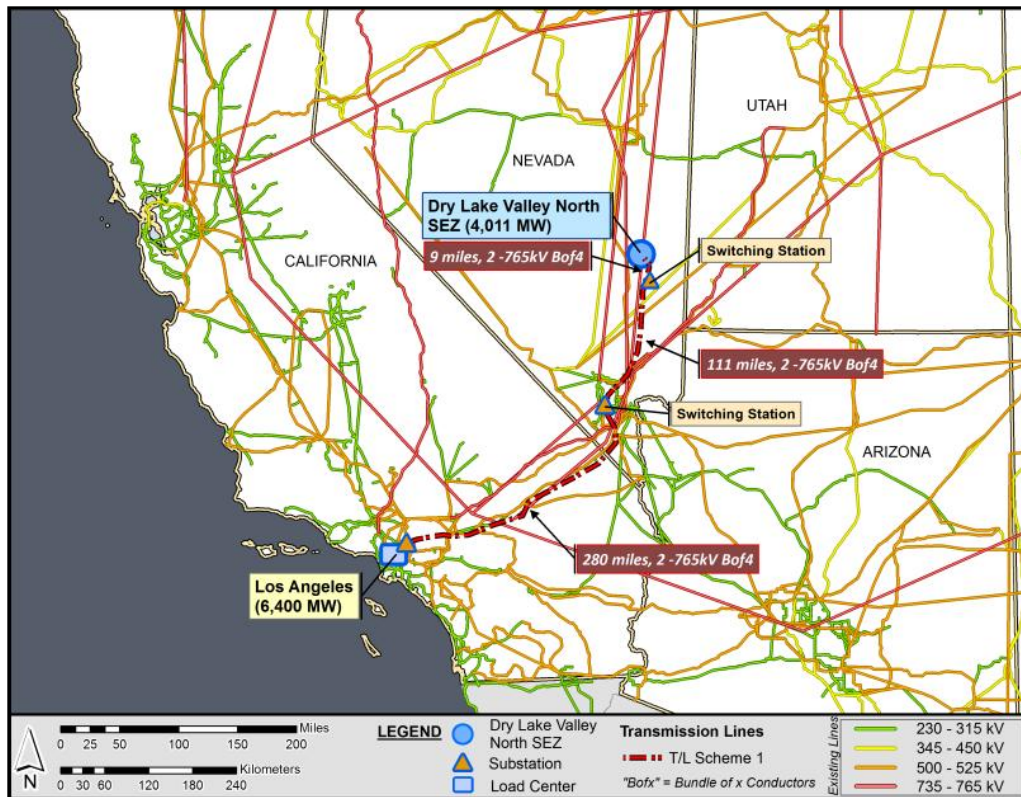 UTAH
NEVADA
Dry Lake Valley North
SEZ (4,011 MW)
9 miles, 2 -765kV Bof4
Switching Station
CALIFORNIA
111 miles, 2 -765kV Bof4
Switching Station
ARIZONA
280 miles, 2 -765kV Bof4
Los Angeles
(6,400 MW)
N
Miles
0 25 50 100 150 200
Kilometers
0 30 60 120 180 240
LEGEND
Dry Lake Valley
North SEZ
Substation
Load Center
Transmission Lines
T/L Scheme 1
"Bofx" = Bundle of x Conductors
Existing Lines
230 - 315 kV
345 - 450 kV
500 - 525 kV
735 - 765 kV